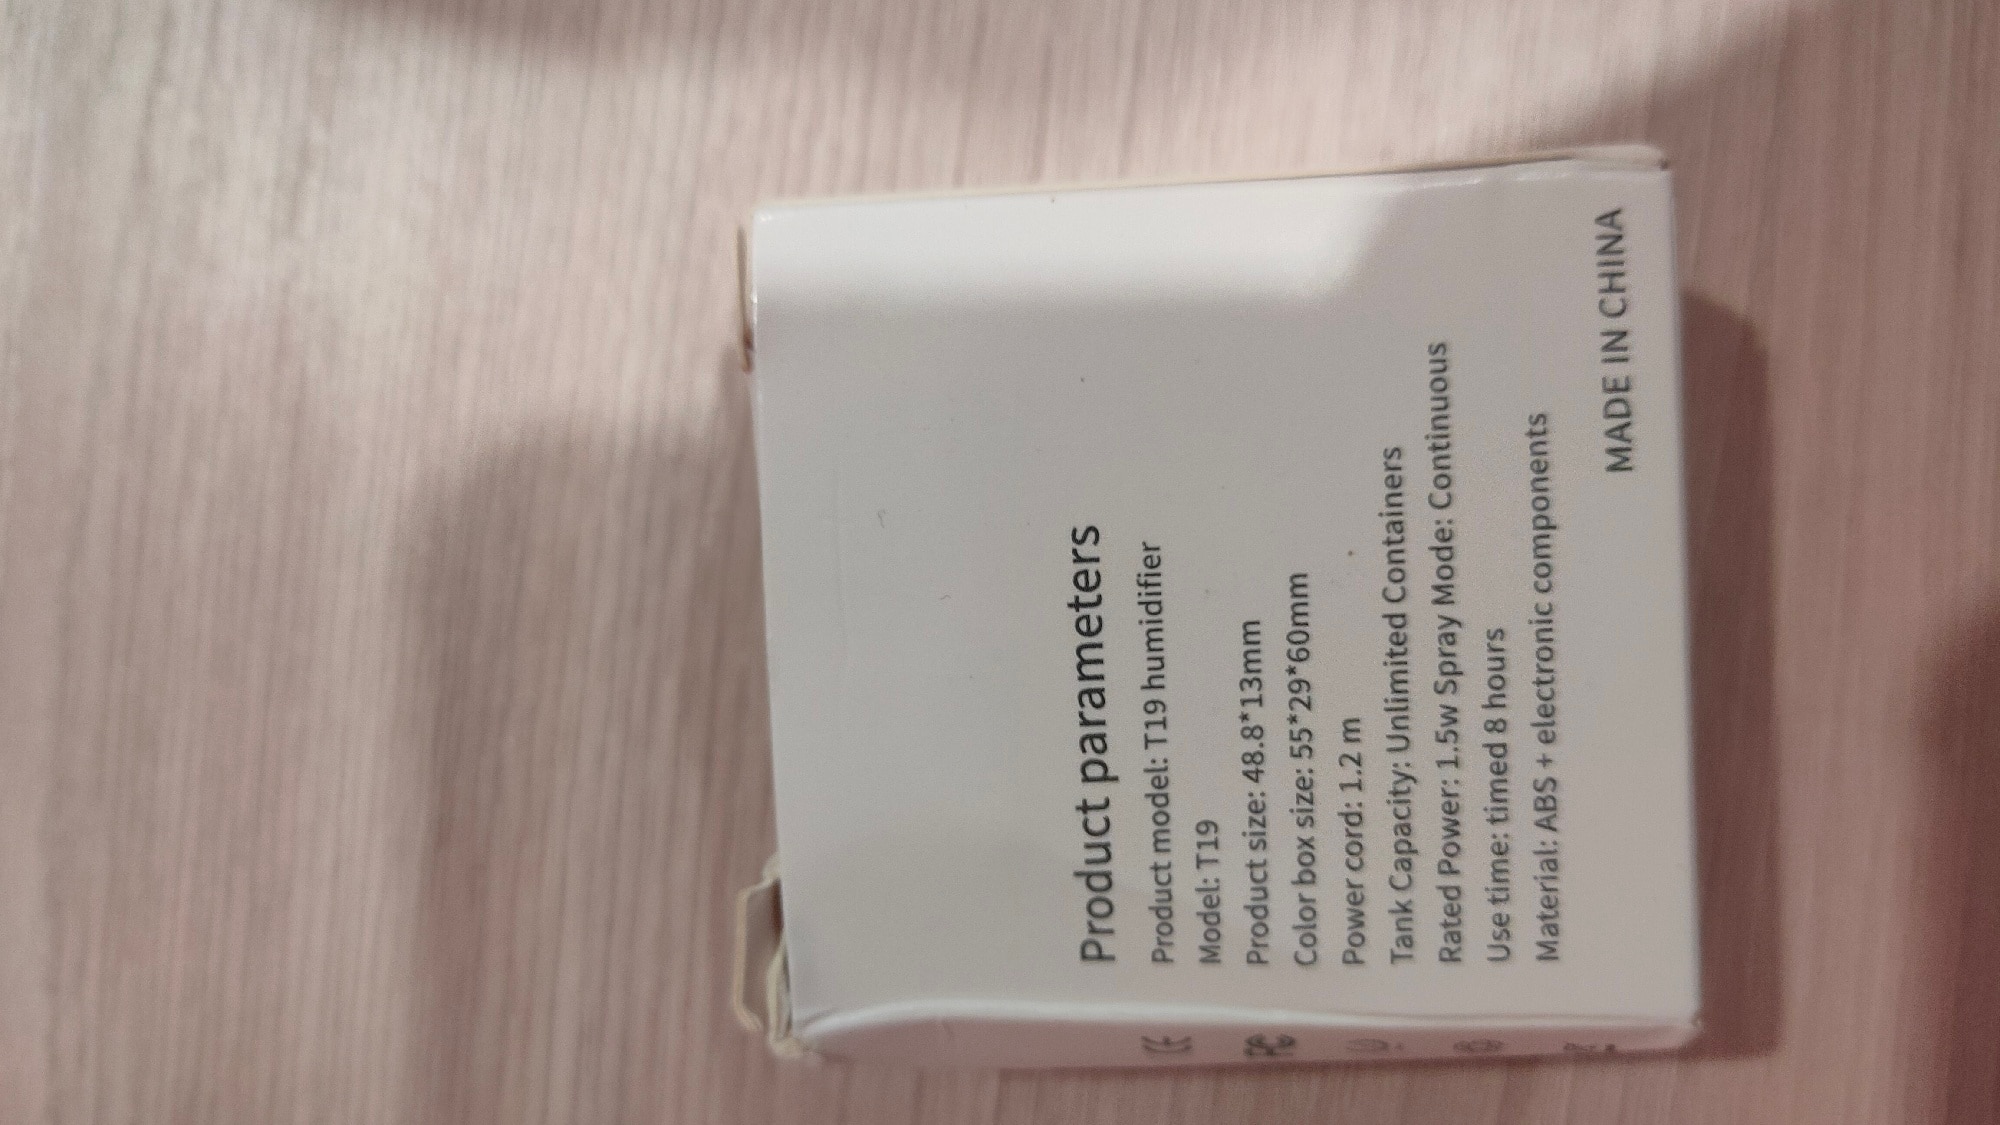 Product parameters
Product model: T19 humidifier
Model: T19
Product size: 48.8*13mm
Color box size: 55*29*60mm
Power cord: 1.2 m
Tank Capacity: Unlimited Containers
Rated Power: 1.5w Spray Mode: Continuous
Use time: timed 8 hours
Material: ABS + electronic components
MADE IN CHINA
CE